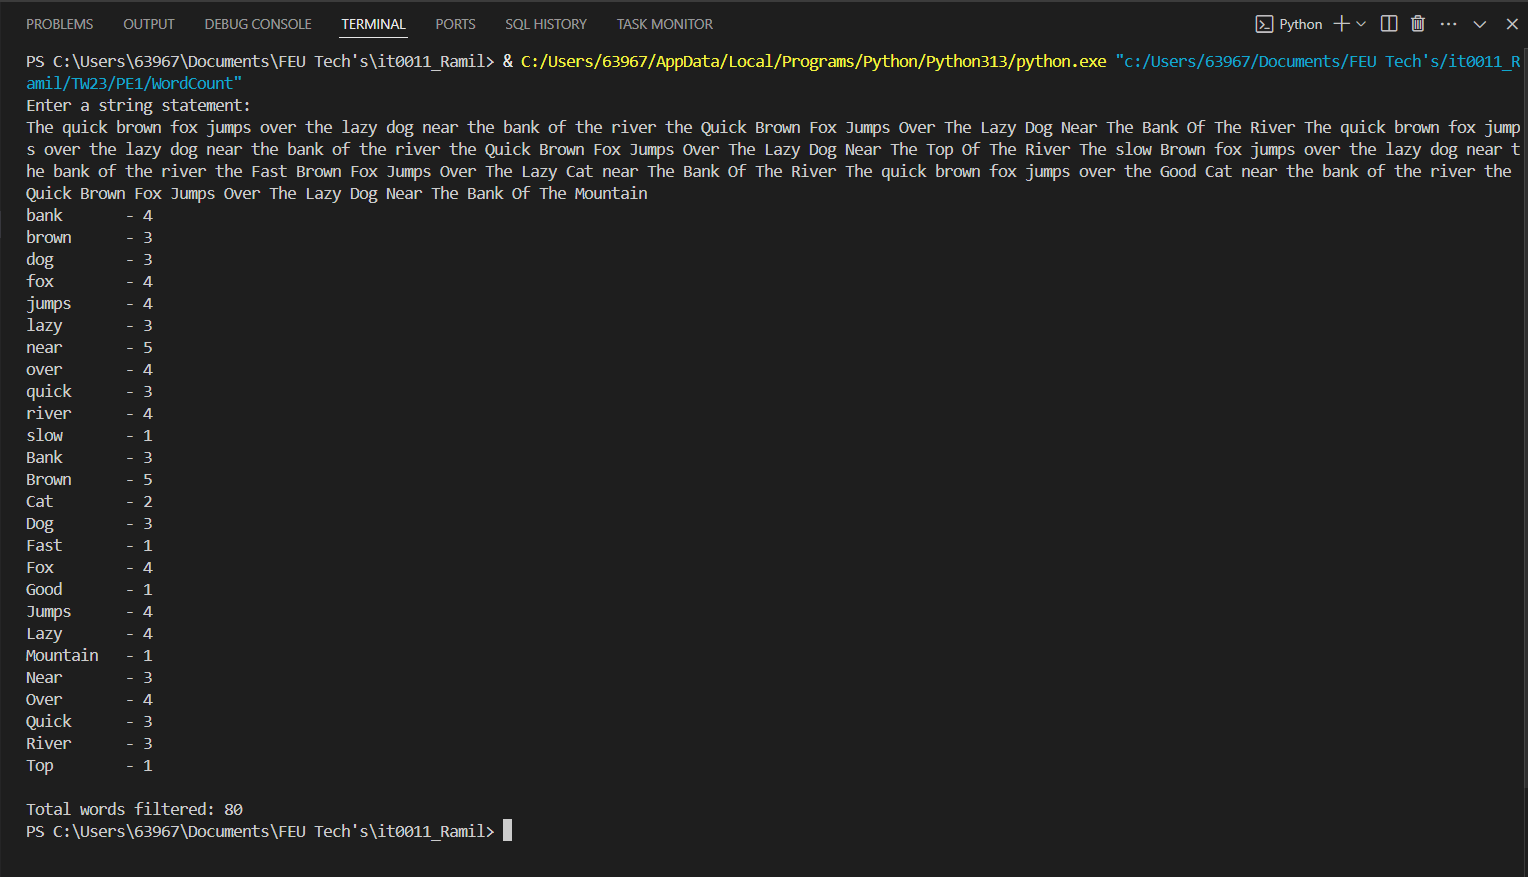 PROBLEMS OUTPUT DEBUG CONSOLE TERMINAL PORTS SQL HISTORY TASK MONITOR Python
PS C:\Users\63967\Documents\FEU Tech's\it0011_Ramil> & C:/Users/63967/AppData/Local/Programs/Python/Python313/python.exe "c:/Users/63967/Documents/FEU Tech's/it0011_R
amil/TW23/PE1/WordCount"
Enter a string statement:
The quick brown fox jumps over the lazy dog near the bank of the river the Quick Brown Fox Jumps Over The Lazy Dog Near The Bank Of The River The quick brown fox jump
s over the lazy dog near the bank of the river the Quick Brown Fox Jumps Over The Lazy Dog Near The Top Of The River The slow Brown fox jumps over the lazy dog near t
he bank of the river the Fast Brown Fox Jumps Over The Lazy Cat near The Bank Of The River The quick brown fox jumps over the Good Cat near the bank of the river the
Quick Brown Fox Jumps Over The Lazy Dog Near The Bank Of The Mountain
bank - 4
brown - 3
dog - 3
fox - 4
jumps - 4
lazy - 3
near - 5
over - 4
quick - 3
river - 4
slow - 1
Bank - 3
Brown - 5
Cat - 2
Dog - 3
Fast - 1
Fox - 4
Good - 1
Jumps - 4
Lazy - 4
Mountain - 1
Near - 3
Over - 4
Quick - 3
River - 3
Top - 1
Total words filtered: 80
PS C:\Users\63967\Documents\FEU Tech's\it0011_Ramil>